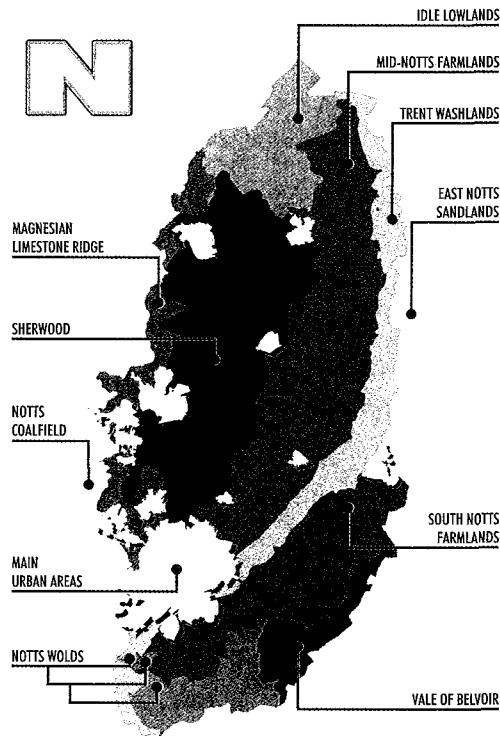 IDLE LOWLANDS
N
MID-NOTTS FARMLANDS
TRENT WASHLANDS
EAST NOTTS
SANDLANDS
MAGNESIAN
LIMESTONE RIDGE
SHERWOOD
NOTTS
COALFIELD
SOUTH NOTTS
FARMLANDS
MAIN
URBAN AREAS
NOTTS WOLDS
VALE OF BELVOIR